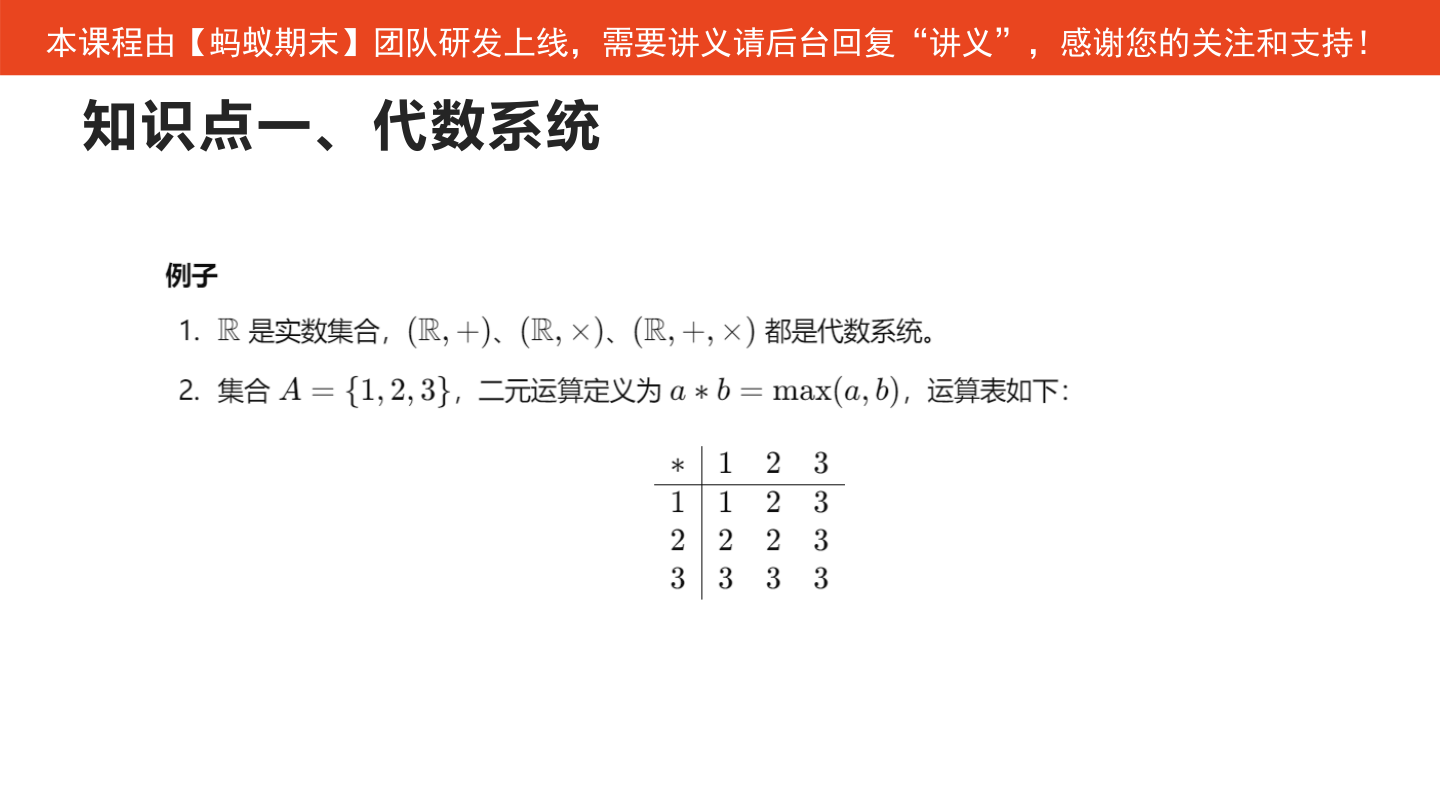 本课程由【蚂蚁期末】团队研发上线，需要讲义请后台回复“讲义”，感谢您的关注和支持！
知识点一、代数系统
例子
1. ℝ 是实数集合，(ℝ, +)、(ℝ, ×)、(ℝ, +, ×) 都是代数系统。
2. 集合 A = {1, 2, 3}，二元运算定义为 a ∗ b = max(a, b)，运算表如下：
∗ 1 2 3
1 1 2 3
2 2 2 3
3 3 3 3